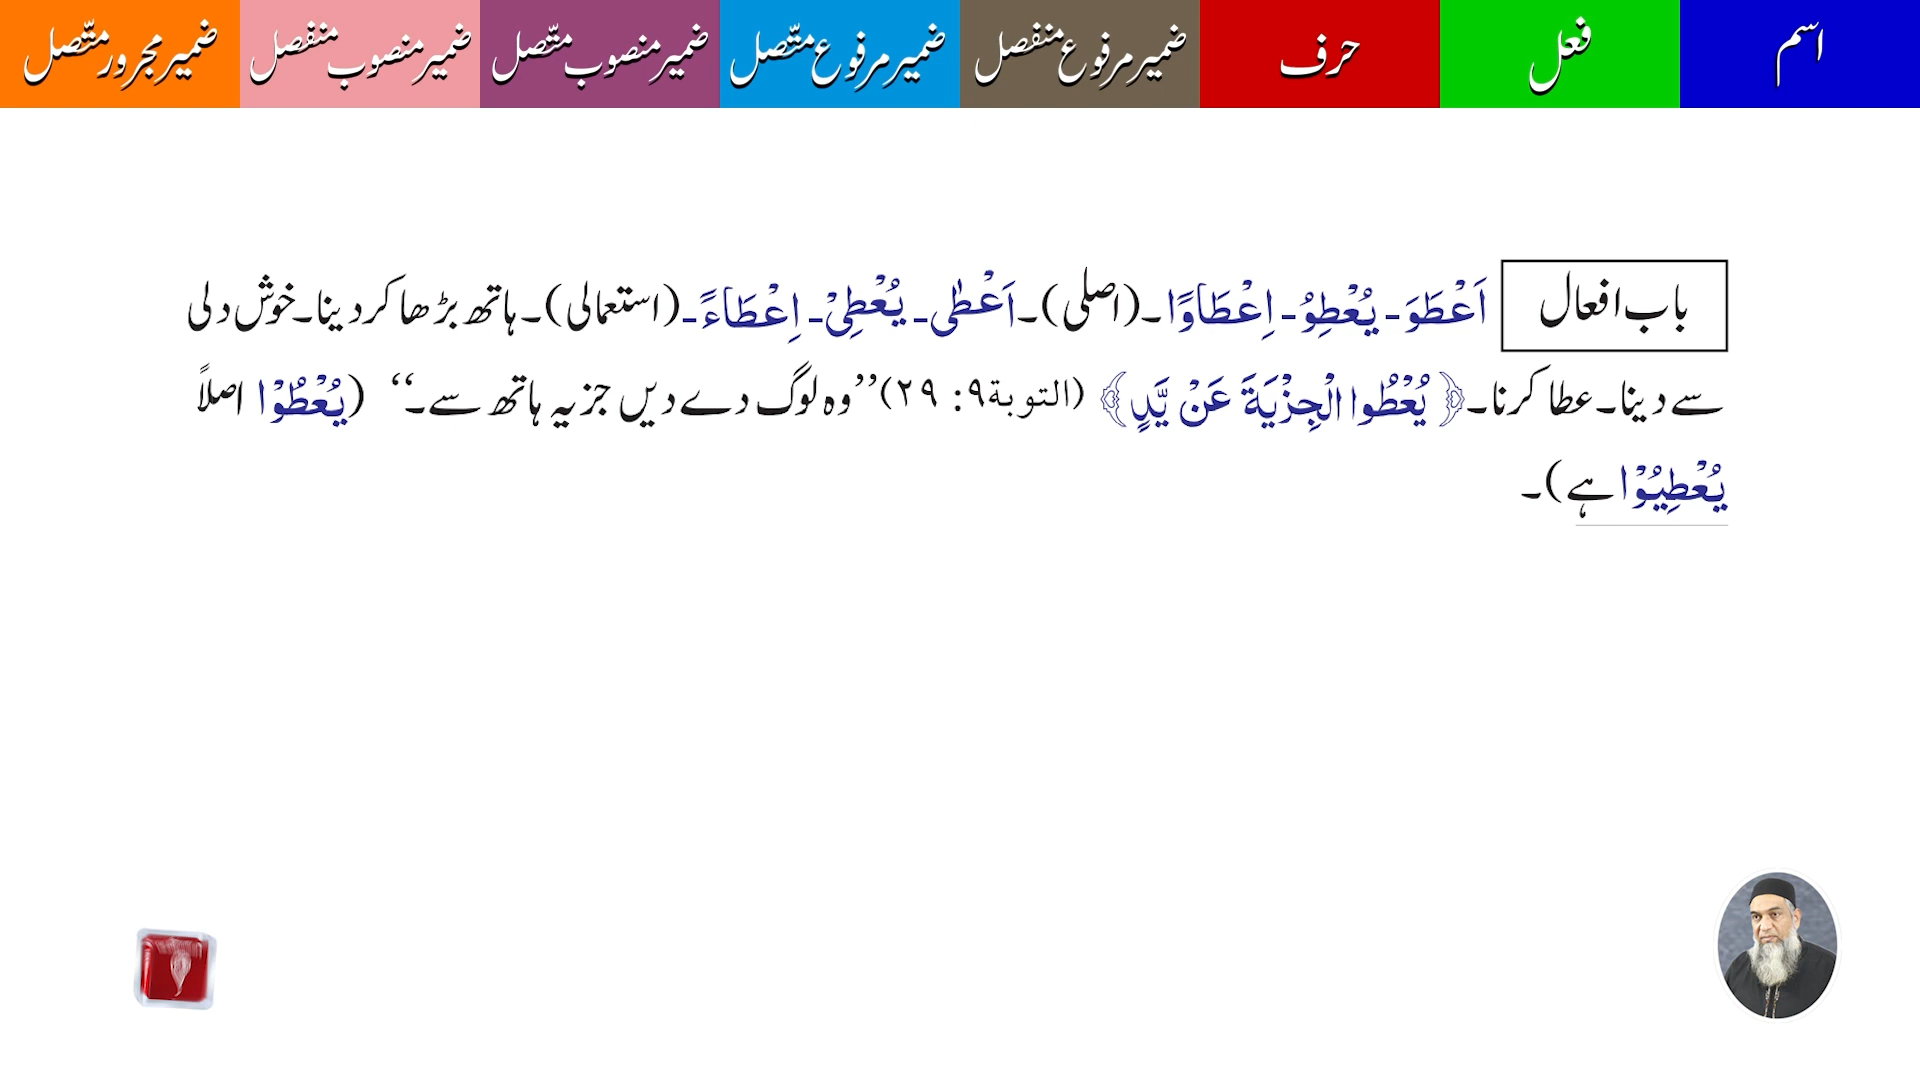 اسم فعل حرف ضمیر مرفوع منفصل ضمیر مرفوع متّصل ضمیر منصوب متّصل ضمیر منصوب منفصل ضمیر مجرور متّصل
باب افعال اَعْطَوَ۔ یُعْطِوُ۔ اِعْطَاوًا۔(اصلی)۔اَعْطٰی۔ یُعْطِیْ۔ اِعْطَاءً۔(استعمالی)۔ہاتھ بڑھا کر دینا۔خوش دلی
سے دینا۔عطا کرنا۔﴿یُعْطُوا الْجِزْیَةَ عَنْ یَّدٍ﴾ (التوبة۹: ۲۹)’’وہ لوگ دے دیں جزیہ ہاتھ سے۔‘‘ (یُعْطُوْا اصلاً
یُعْطِیُوْا ہے)۔